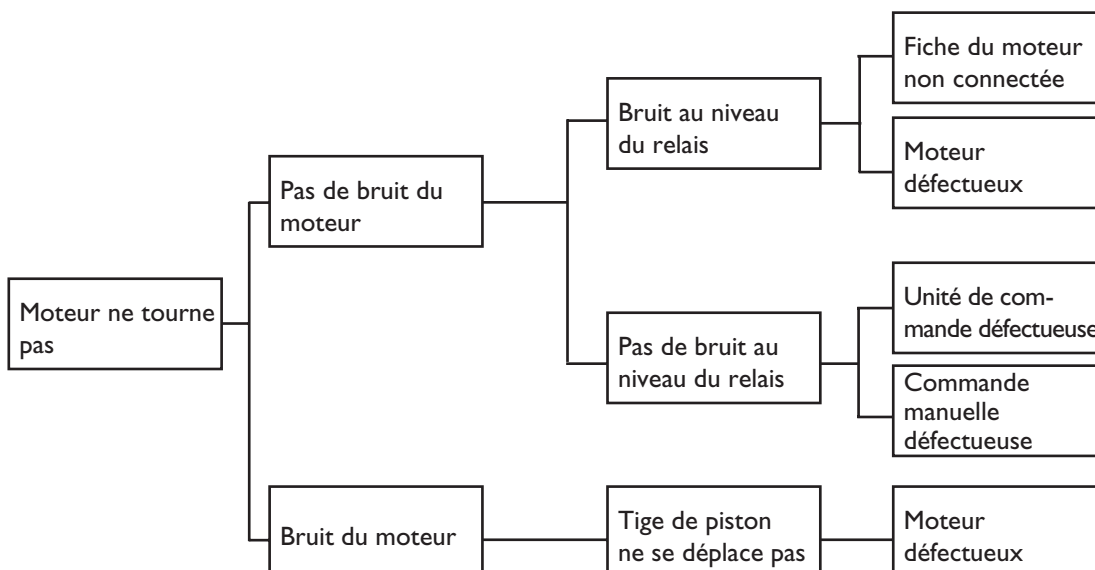 Moteur ne tourne
pas
Pas de bruit du
moteur
Bruit au niveau
du relais
Fiche du moteur
non connectée
Moteur
défectueux
Pas de bruit au
niveau du relais
Unité de com-
mande défectueuse
Commande
manuelle
défectueuse
Bruit du moteur
Tige de piston
ne se déplace pas
Moteur
défectueux